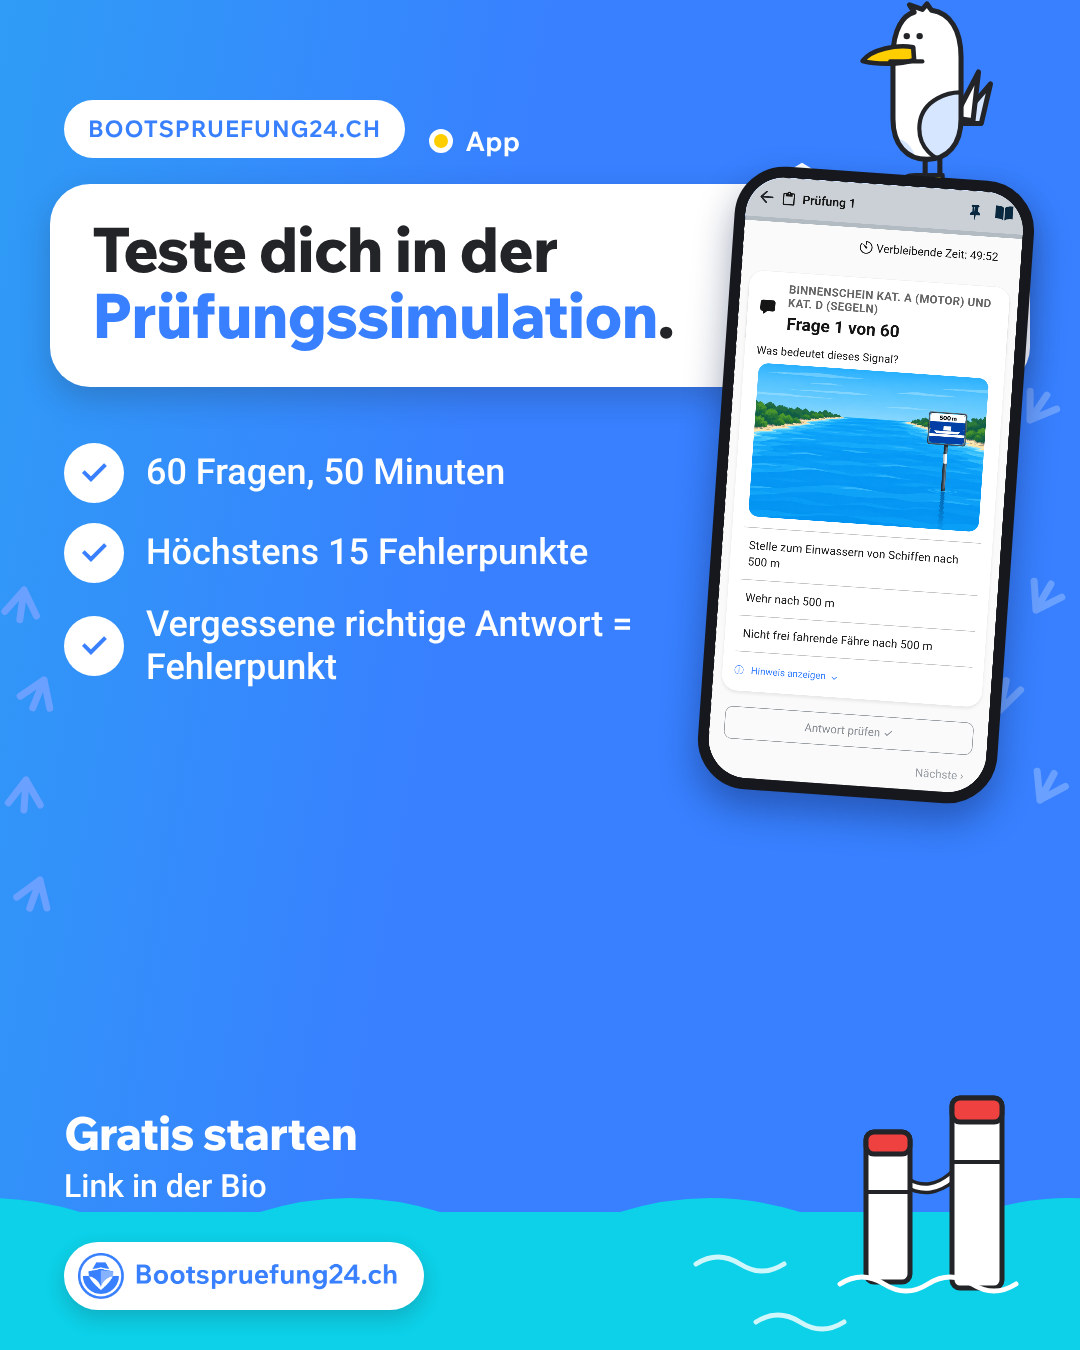 BOOTSPRUEFUNG24.CH
App
Teste dich in der
Prüfungssimulation.
60 Fragen, 50 Minuten
Höchstens 15 Fehlerpunkte
Vergessene richtige Antwort =
Fehlerpunkt
Prüfung 1
Verbleibende Zeit: 49:52
BINNENSCHEIN KAT. A (MOTOR) UND
KAT. D (SEGELN)
Frage 1 von 60
Was bedeutet dieses Signal?
500 m
Stelle zum Einwassern von Schiffen nach
500 m
Wehr nach 500 m
Nicht frei fahrende Fähre nach 500 m
Hinweis anzeigen
Antwort prüfen
Nächste ›
Gratis starten
Link in der Bio
Bootspruefung24.ch